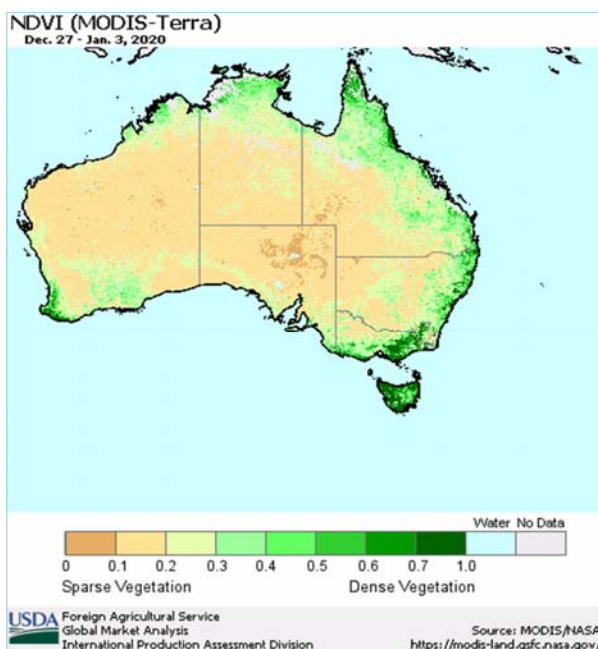 NDVI (MODIS-Terra)
Dec. 27 - Jan. 3, 2020
Water No Data
0 0.1 0.2 0.3 0.4 0.5 0.6 0.7 1.0
Sparse Vegetation Dense Vegetation
USDA Foreign Agricultural Service
Global Market Analysis
International Production Assessment Division
Source: MODIS/NASA
https://modis-land.gsfc.nasa.gov/